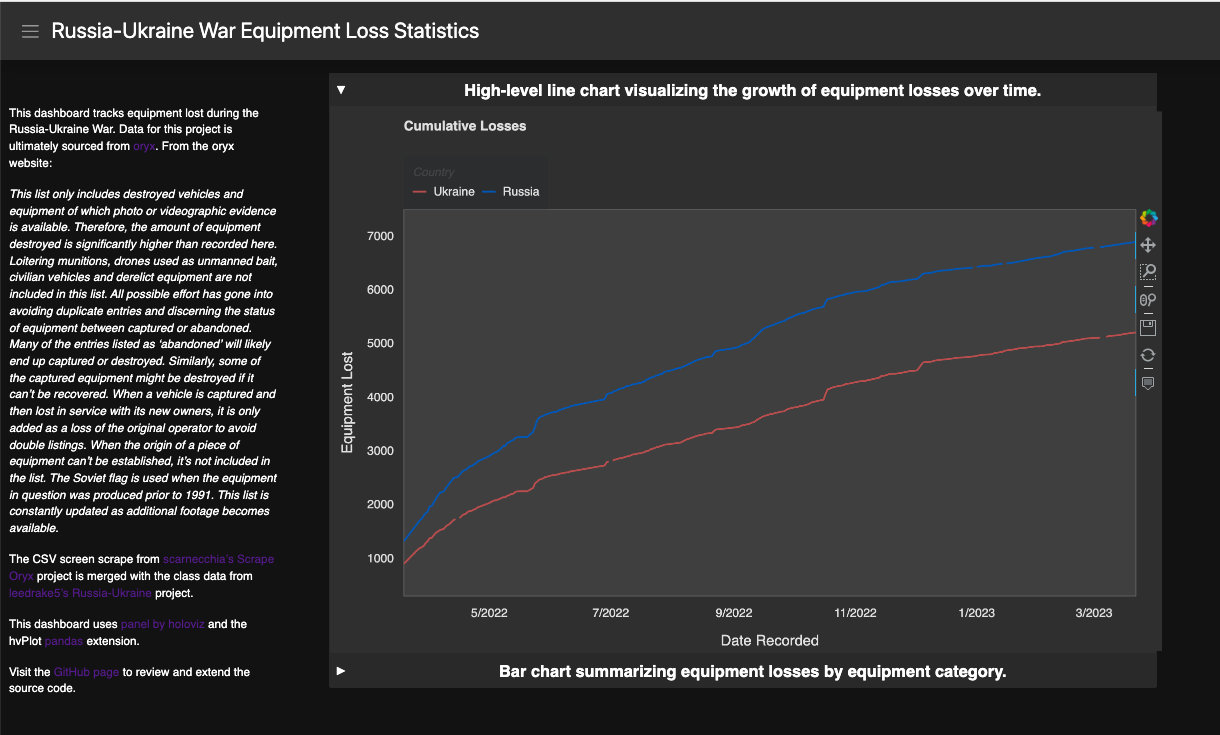 Russia-Ukraine War Equipment Loss Statistics
This dashboard tracks equipment lost during the
Russia-Ukraine War. Data for this project is
ultimately sourced from oryx. From the oryx
website:
This list only includes destroyed vehicles and
equipment of which photo or videographic evidence
is available. Therefore, the amount of equipment
destroyed is significantly higher than recorded here.
Loitering munitions, drones used as unmanned bait,
civilian vehicles and derelict equipment are not
included in this list. All possible effort has gone into
avoiding duplicate entries and discerning the status
of equipment between captured or abandoned.
Many of the entries listed as ‘abandoned’ will likely
end up captured or destroyed. Similarly, some of
the captured equipment might be destroyed if it
can’t be recovered. When a vehicle is captured and
then lost in service with its new owners, it is only
added as a loss of the original operator to avoid
double listings. When the origin of a piece of
equipment can’t be established, it’s not included in
the list. The Soviet flag is used when the equipment
in question was produced prior to 1991. This list is
constantly updated as additional footage becomes
available.
The CSV screen scrape from scarnecchia's Scrape
Oryx project is merged with the class data from
leedrake5's Russia-Ukraine project.
This dashboard uses panel by holoviz and the
hvPlot pandas extension.
Visit the GitHub page to review and extend the
source code.
▼ High-level line chart visualizing the growth of equipment losses over time.
Cumulative Losses
Country
Ukraine Russia
7000
6000
5000
4000
3000
2000
1000
Equipment Lost
5/2022 7/2022 9/2022 11/2022 1/2023 3/2023
Date Recorded
► Bar chart summarizing equipment losses by equipment category.